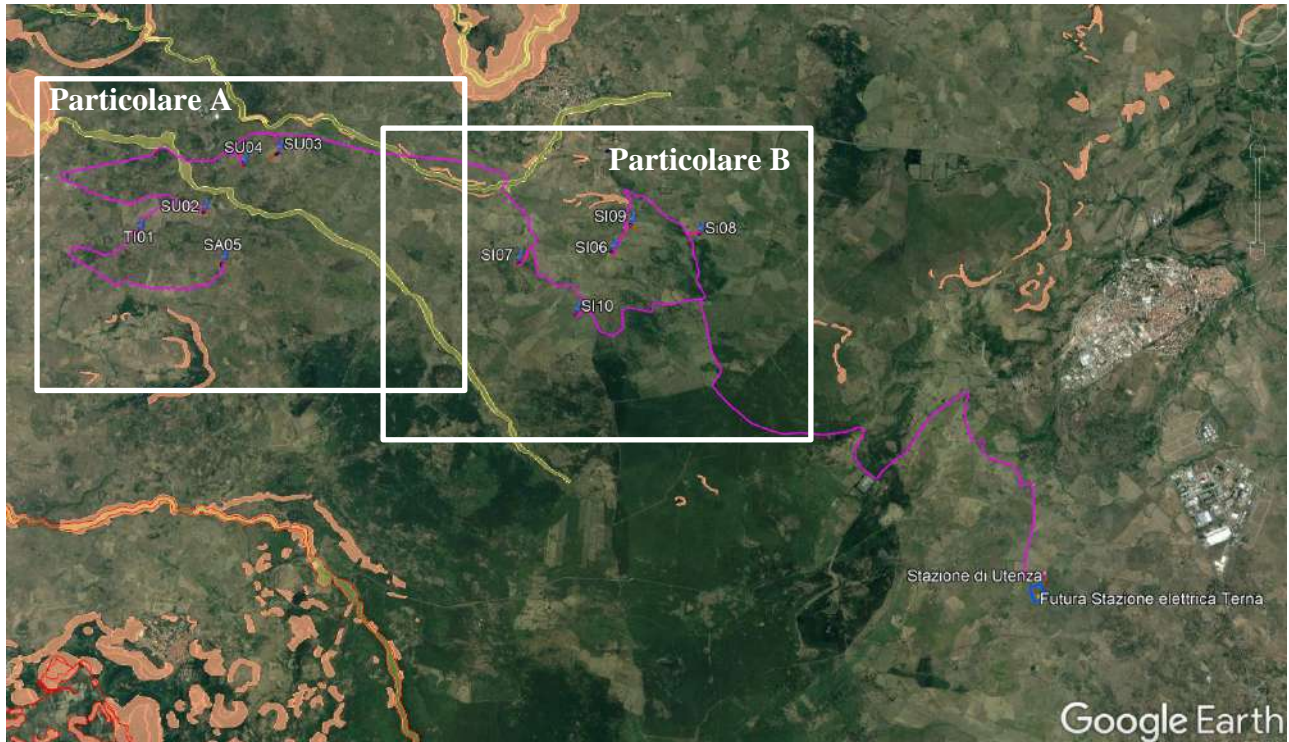 Particolare A
SU04
SU03
Particolare B
SU02
TI01
SA05
SI09
SI06
Si08
SI07
SI10
Stazione di Utenza
Futura Stazione elettrica Terna
Google Earth